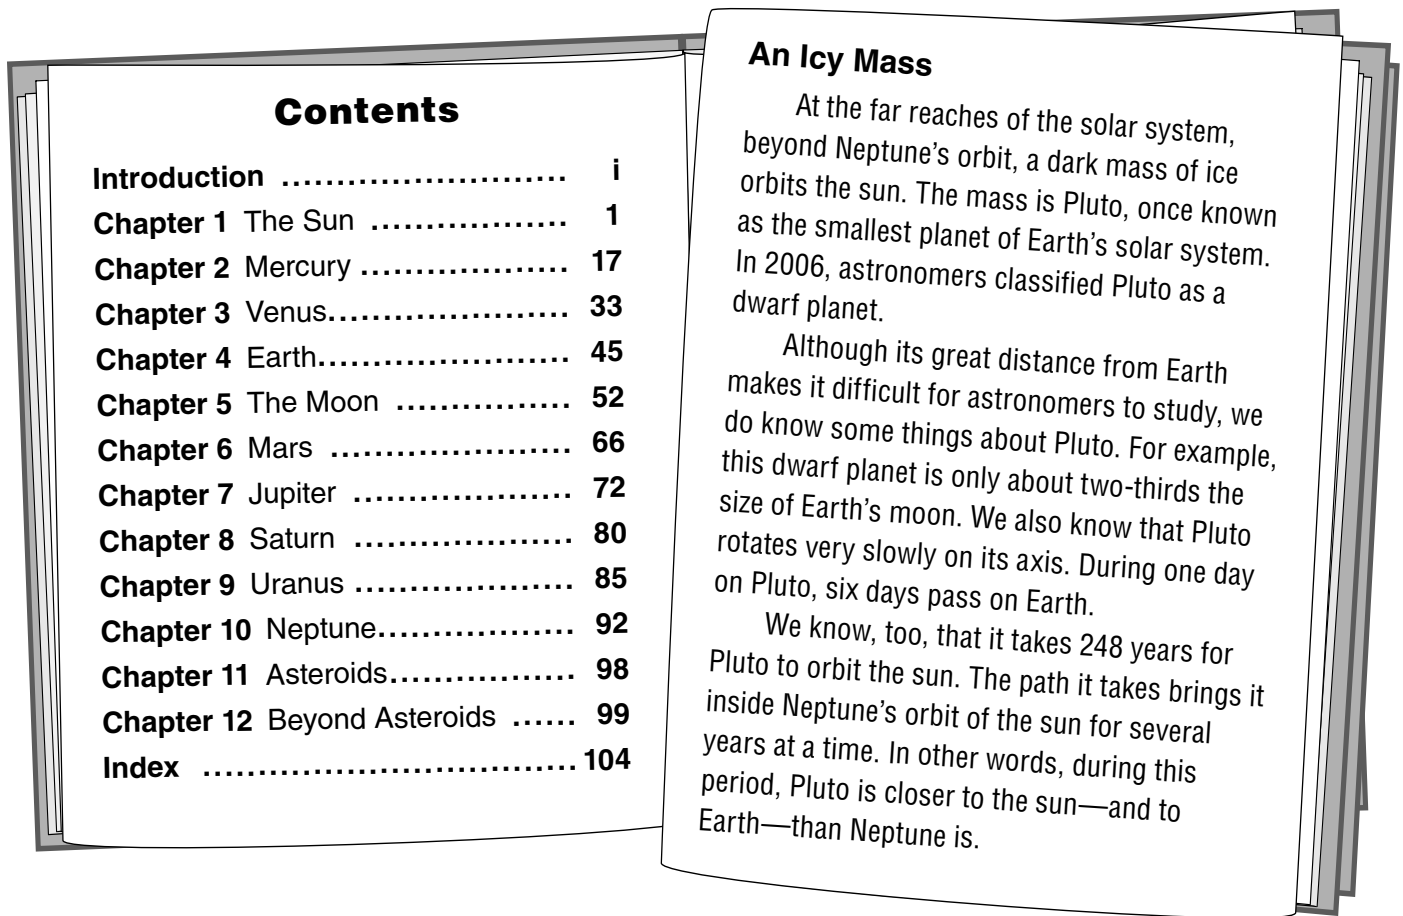 Contents
Introduction .......................... i
Chapter 1 The Sun .................. 1
Chapter 2 Mercury ................... 17
Chapter 3 Venus...................... 33
Chapter 4 Earth....................... 45
Chapter 5 The Moon ................ 52
Chapter 6 Mars ...................... 66
Chapter 7 Jupiter .................... 72
Chapter 8 Saturn .................... 80
Chapter 9 Uranus .................... 85
Chapter 10 Neptune.................. 92
Chapter 11 Asteroids................. 98
Chapter 12 Beyond Asteroids ...... 99
Index .................................. 104
An Icy Mass
At the far reaches of the solar system,
beyond Neptune's orbit, a dark mass of ice
orbits the sun. The mass is Pluto, once known
as the smallest planet of Earth's solar system.
In 2006, astronomers classified Pluto as a
dwarf planet.
Although its great distance from Earth
makes it difficult for astronomers to study, we
do know some things about Pluto. For example,
this dwarf planet is only about two-thirds the
size of Earth's moon. We also know that Pluto
rotates very slowly on its axis. During one day
on Pluto, six days pass on Earth.
We know, too, that it takes 248 years for
Pluto to orbit the sun. The path it takes brings it
inside Neptune's orbit of the sun for several
years at a time. In other words, during this
period, Pluto is closer to the sun—and to
Earth—than Neptune is.